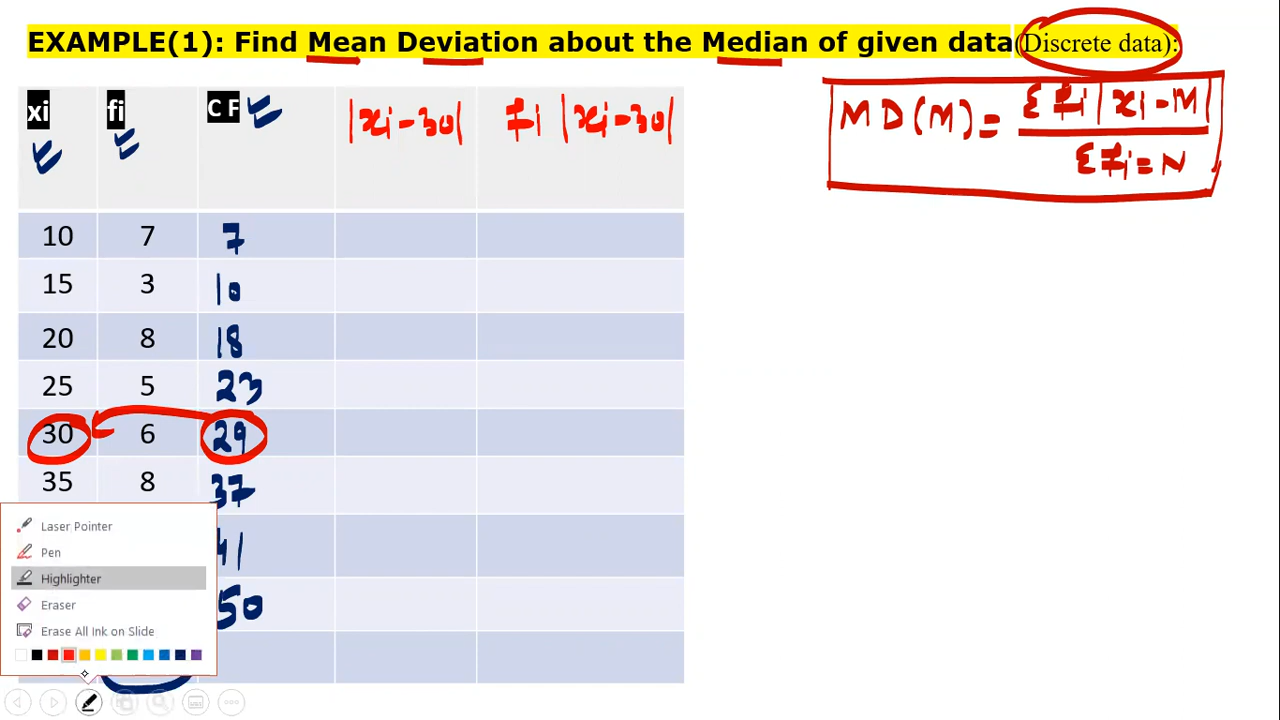 EXAMPLE(1): Find Mean Deviation about the Median of given data(Discrete data):
xi fi C F |xi-30| fi |xi-30|
MD(M) = Σfi|xi-M| / Σfi=N
10 7 7
15 3 10
20 8 18
25 5 23
30 6 29
35 8 37
41
50
Laser Pointer
Pen
Highlighter
Eraser
Erase All Ink on Slide